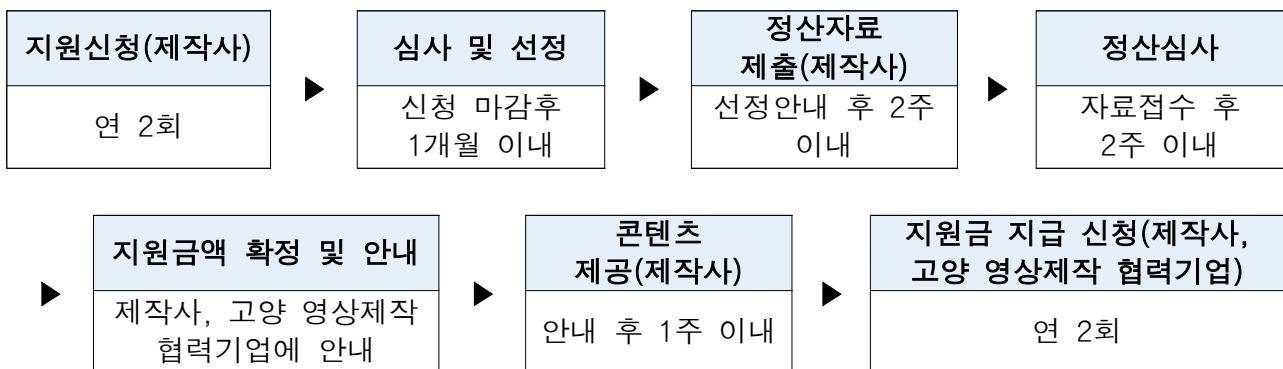 지원신청(제작사)
연 2회
▶
심사 및 선정
신청 마감후
1개월 이내
▶
정산자료
제출(제작사)
선정안내 후 2주
이내
▶
정산심사
자료접수 후
2주 이내
▶
지원금액 확정 및 안내
제작사, 고양 영상제작
협력기업에 안내
▶
콘텐츠
제공(제작사)
안내 후 1주 이내
▶
지원금 지급 신청(제작사,
고양 영상제작 협력기업)
연 2회